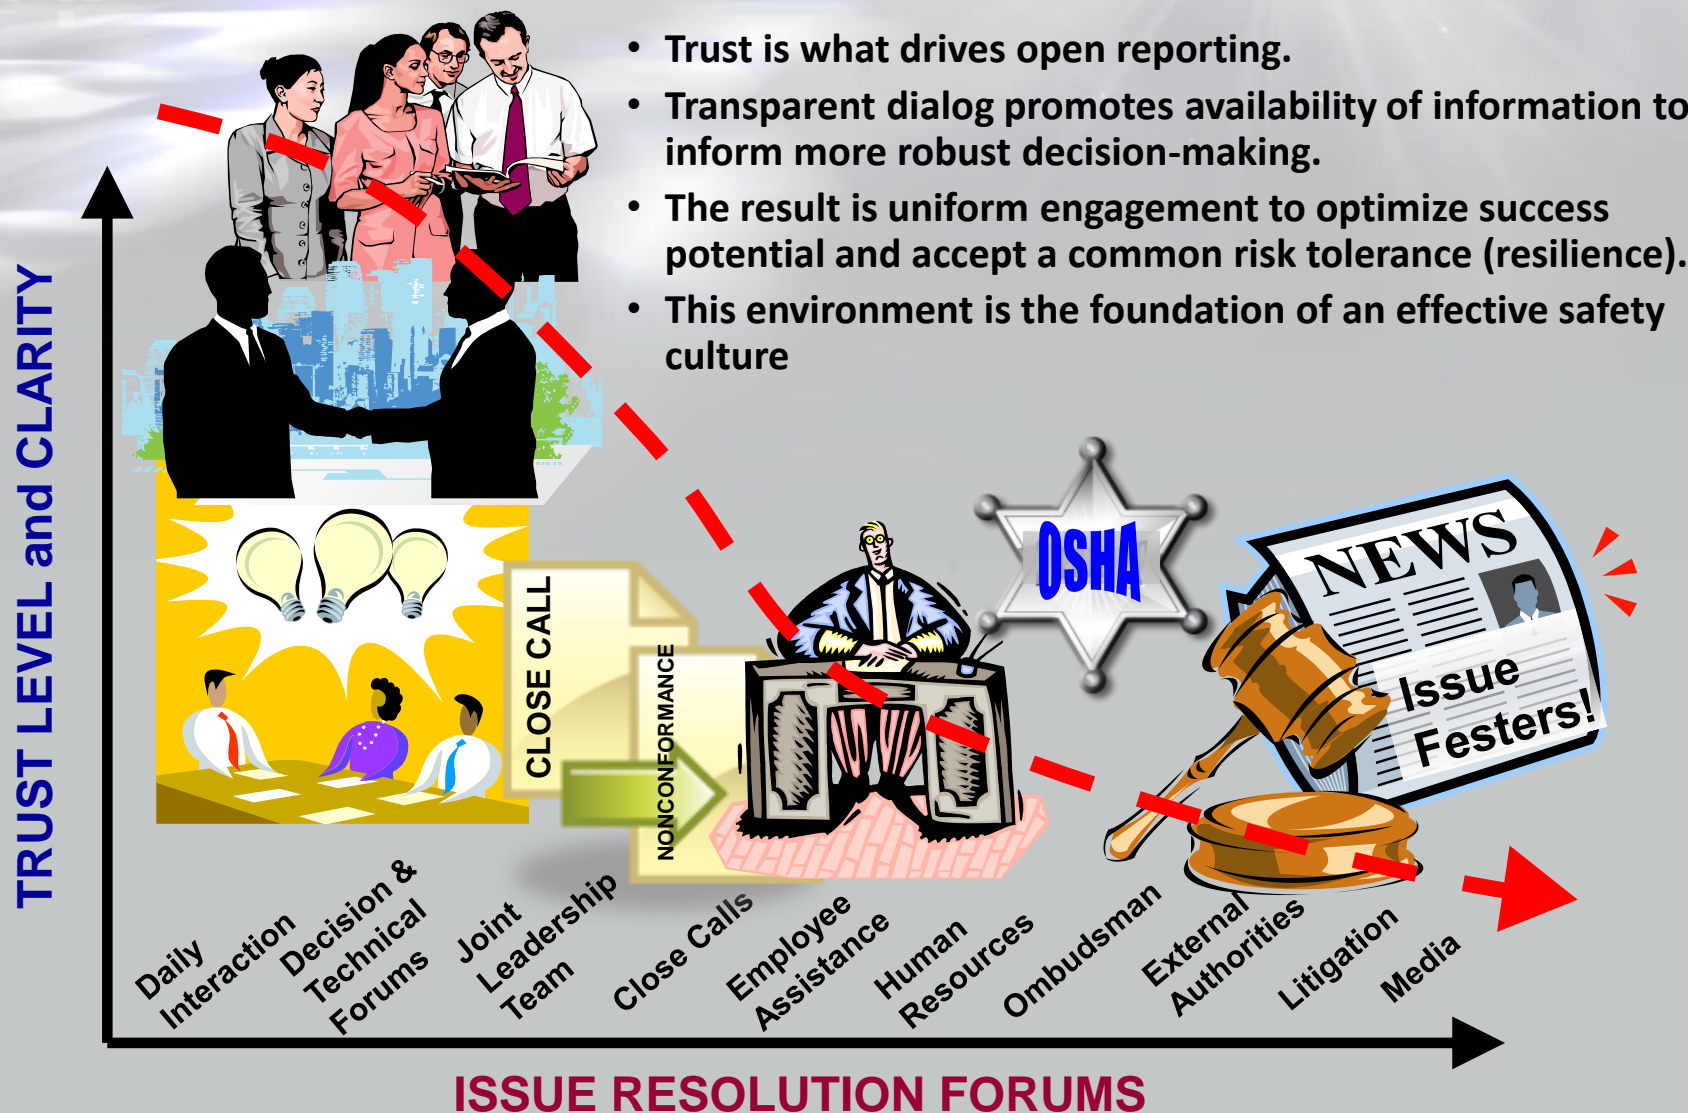 • Trust is what drives open reporting.
• Transparent dialog promotes availability of information to
inform more robust decision-making.
• The result is uniform engagement to optimize success
potential and accept a common risk tolerance (resilience).
• This environment is the foundation of an effective safety
culture
TRUST LEVEL and CLARITY
CLOSE CALL
NONCONFORMANCE
OSHA
NEWS
Issue
Festers!
Daily
Interaction
Decision &
Technical
Forums
Joint
Leadership
Team
Close Calls
Employee
Assistance
Human
Resources
Ombudsman
External
Authorities
Litigation
Media
ISSUE RESOLUTION FORUMS